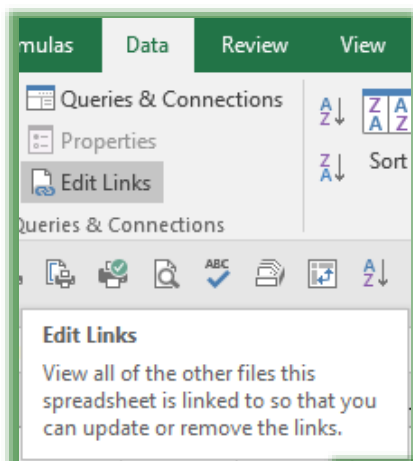 mulas Data Review View
Queries & Connections
Properties
Edit Links
Queries & Connections
A Z
Z A
Z A
A Z
Sort
ABC
A Z
Edit Links
View all of the other files this
spreadsheet is linked to so that you
can update or remove the links.